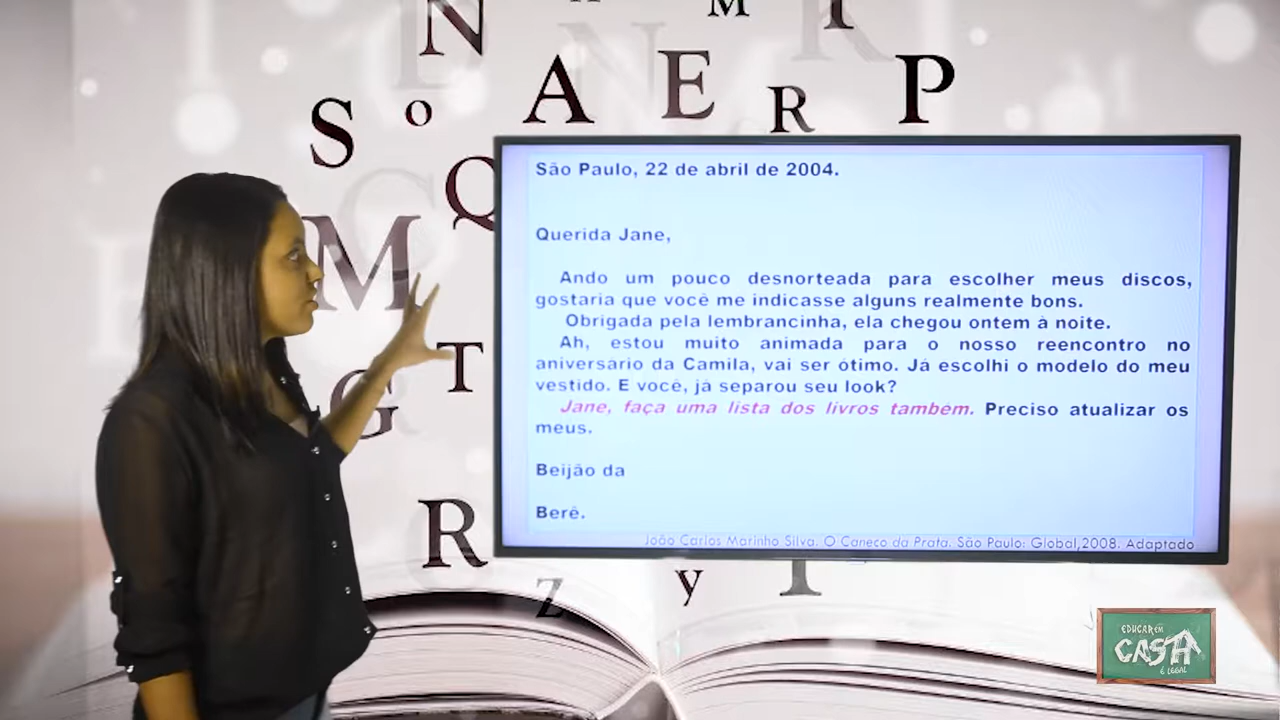 N M I
S o A E R P
Q
M
G T
R
Z y I
São Paulo, 22 de abril de 2004.
Querida Jane,
Ando um pouco desnorteada para escolher meus discos,
gostaria que você me indicasse alguns realmente bons.
Obrigada pela lembrancinha, ela chegou ontem à noite.
Ah, estou muito animada para o nosso reencontro no
aniversário da Camila, vai ser ótimo. Já escolhi o modelo do meu
vestido. E você, já separou seu look?
Jane, faça uma lista dos livros também. Preciso atualizar os
meus.
Beijão da
Berê.
João Carlos Marinho Silva. O Caneco da Prata. São Paulo: Global,2008. Adaptado
EDUCAR EM
CASA
É LEGAL